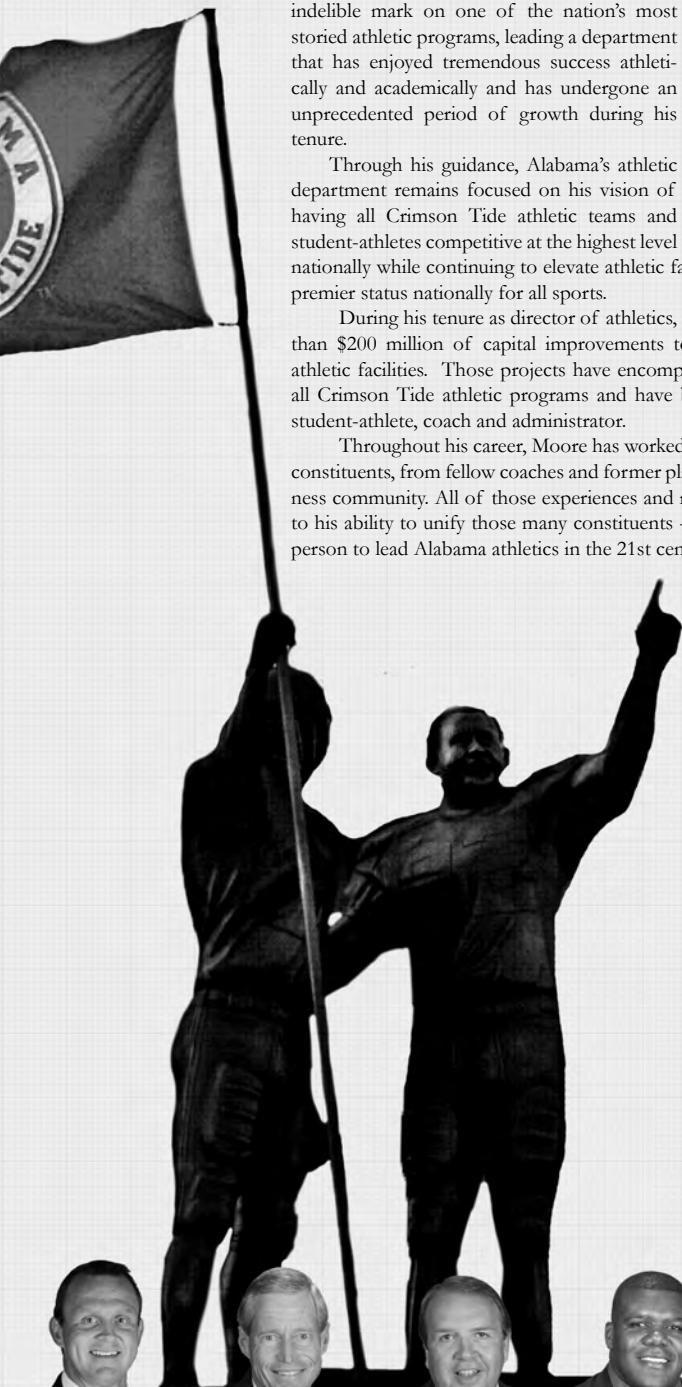 MA
TIDE
indelible mark on one of the nation's most
storied athletic programs, leading a department
that has enjoyed tremendous success athleti-
cally and academically and has undergone an
unprecedented period of growth during his
tenure.
Through his guidance, Alabama's athletic
department remains focused on his vision of
having all Crimson Tide athletic teams and
student-athletes competitive at the highest level
nationally while continuing to elevate athletic fa
premier status nationally for all sports.
During his tenure as director of athletics,
than $200 million of capital improvements to
athletic facilities. Those projects have encomp
all Crimson Tide athletic programs and have
student-athlete, coach and administrator.
Throughout his career, Moore has worked
constituents, from fellow coaches and former pl
ness community. All of those experiences and
to his ability to unify those many constituents -
person to lead Alabama athletics in the 21st cen